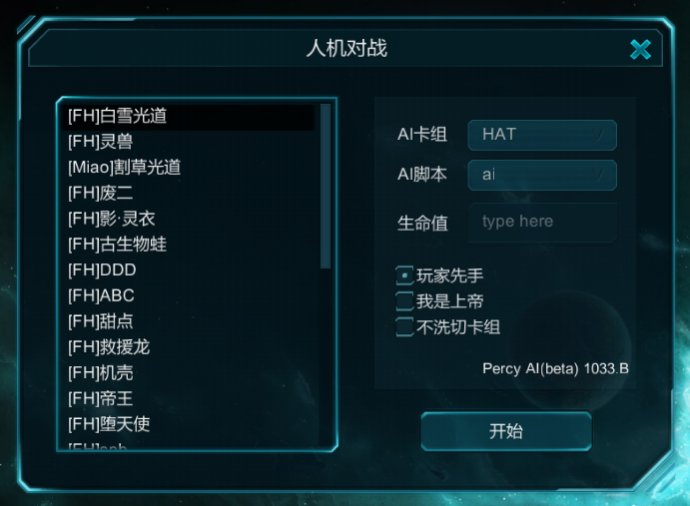 人机对战
[FH]白雪光道
[FH]灵兽
[Miao]割草光道
[FH]废二
[FH]影·灵衣
[FH]古生物蛙
[FH]DDD
[FH]ABC
[FH]甜点
[FH]救援龙
[FH]机壳
[FH]帝王
[FH]堕天使
AI卡组 HAT
AI脚本 ai
生命值 type here
玩家先手
我是上帝
不洗切卡组
Percy AI(beta) 1033.B
开始